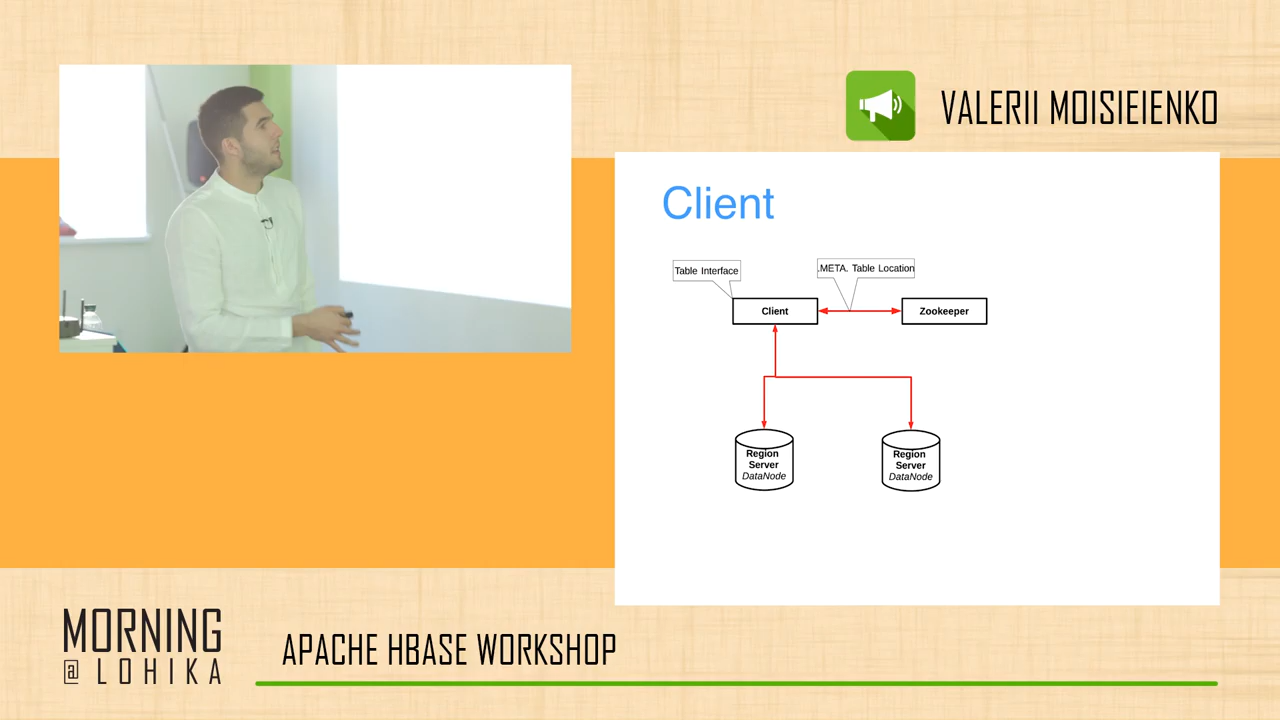 VALERII MOISIEIENKO
Client
Table Interface
.META. Table Location
Client
Zookeeper
Region
Server
DataNode
Region
Server
DataNode
MORNING
@ LOHIKA
APACHE HBASE WORKSHOP